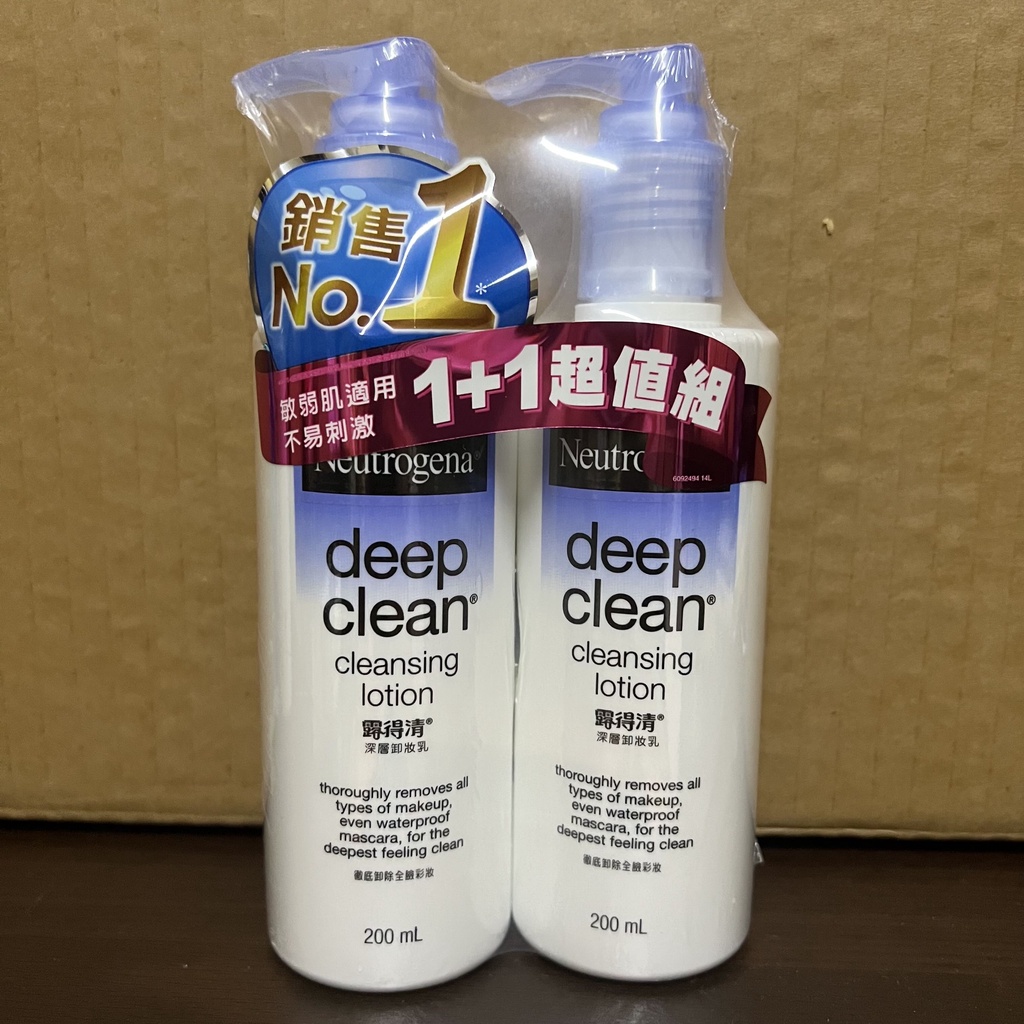 銷售
No.1*
敏弱肌適用
不易刺激
1+1超值組
6092494 14L
Neutrogena®
deep
clean®
cleansing
lotion
露得清®
深層卸妝乳
thoroughly removes all
types of makeup,
even waterproof
mascara, for the
deepest feeling clean
徹底卸除全臉彩妝
200 mL
Neutro
deep
clean®
cleansing
lotion
露得清®
深層卸妝乳
thoroughly removes all
types of makeup,
even waterproof
mascara, for the
deepest feeling clean
徹底卸除全臉彩妝
200 mL